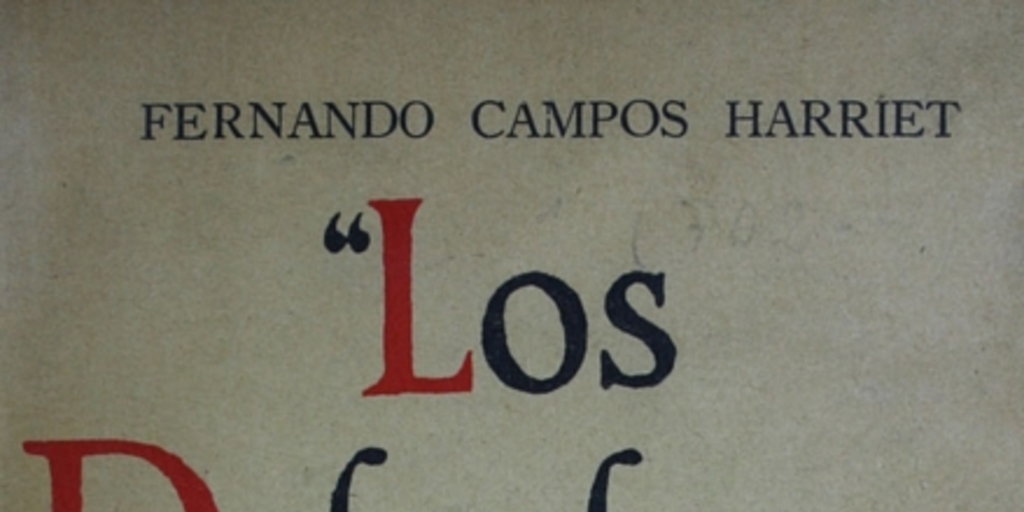 FERNANDO CAMPOS HARRIET
“Los